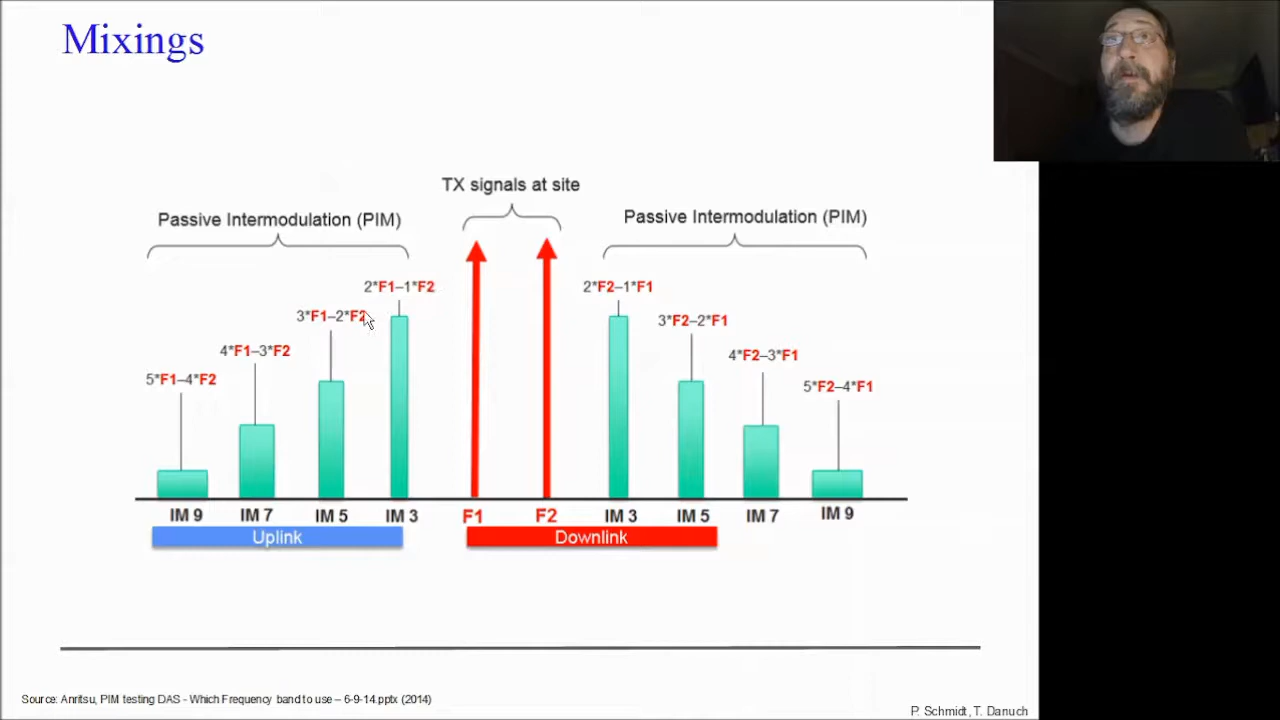 Mixings
TX signals at site
Passive Intermodulation (PIM)
Passive Intermodulation (PIM)
2*F1–1*F2
2*F2–1*F1
3*F1–2*F2
3*F2–2*F1
4*F1–3*F2
4*F2–3*F1
5*F1–4*F2
5*F2–4*F1
IM 9 IM 7 IM 5 IM 3 F1 F2 IM 3 IM 5 IM 7 IM 9
Uplink Downlink
Source: Anritsu, PIM testing DAS - Which Frequency band to use – 6-9-14.pptx (2014)
P. Schmidt, T. Danuch